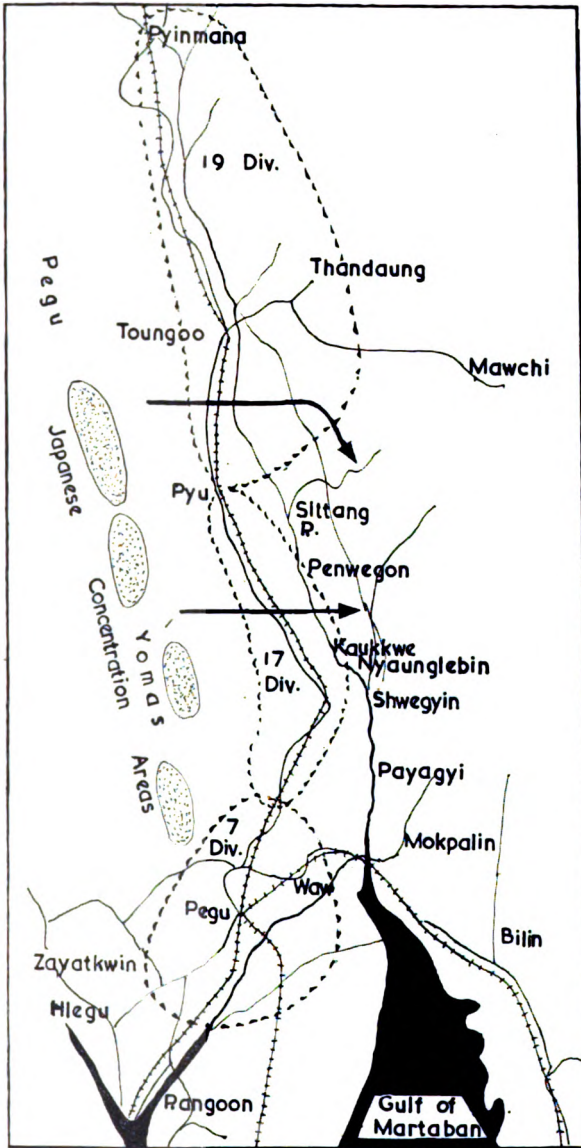 Pyinmana
19 Div.
Thandaung
Pegu
Toungoo
Mawchi
Japanese
Pyu
Sittang
R.
Penwegon
Concentration
Yomas
17
Div.
Kaukkwe
Nyaunglebin
Shwegyin
Areas
Payagyi
7
Div.
Mokpalin
Waw
Pegu
Bilin
Zayatkwin
Hlegu
Rangoon
Gulf of
Martaban